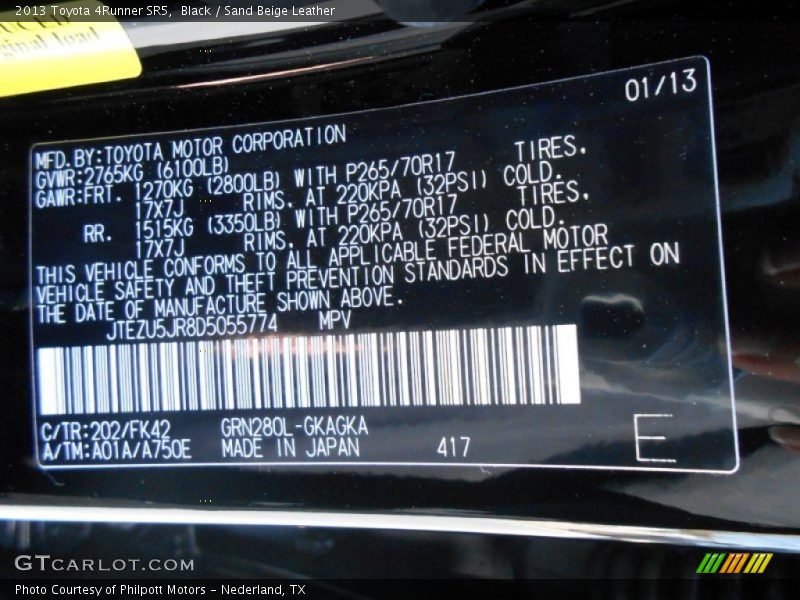 2013 Toyota 4Runner SR5,  Black / Sand Beige Leather
ginal load
01/13
MFD.BY:TOYOTA MOTOR CORPORATION
GVWR:2765KG (6100LB)
GAWR:FRT. 1270KG (2800LB) WITH P265/70R17 TIRES.
17X7J RIMS. AT 220KPA (32PSI) COLD.
RR. 1515KG (3350LB) WITH P265/70R17 TIRES.
17X7J RIMS. AT 220KPA (32PSI) COLD.
THIS VEHICLE CONFORMS TO ALL APPLICABLE FEDERAL MOTOR
VEHICLE SAFETY AND THEFT PREVENTION STANDARDS IN EFFECT ON
THE DATE OF MANUFACTURE SHOWN ABOVE.
JTEZU5JR8D5055774 MPV
C/TR:202/FK42 GRN280L-GKAGKA
A/TM:A01A/A750E MADE IN JAPAN 417 E
GTCARLOT.COM
Photo Courtesy of Philpott Motors - Nederland, TX